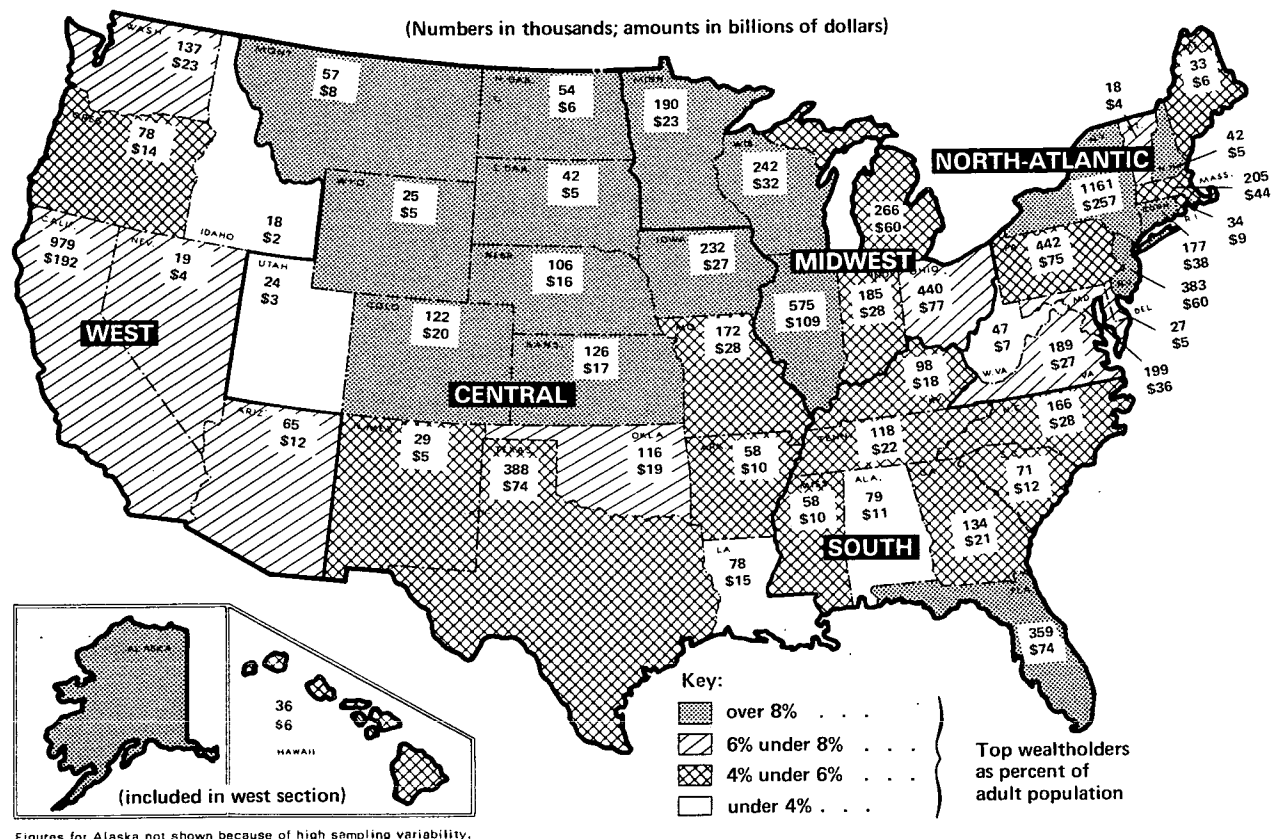 (Numbers in thousands; amounts in billions of dollars)
WASH
137
$23
MONT
57
$8
N DAK
54
$6
MINN
190
$23
33
$6
18
$4
78
$14
WYO
25
$5
S DAK
42
$5
WIS
242
$32
NORTH-ATLANTIC
N.Y.
1161
$257
42
$5
MASS.
205
$44
CONN
R I
34
$9
177
$38
383
$60
266
$60
IDAHO
18
$2
CALIF
979
$192
NEV
19
$4
UTAH
24
$3
NEBR
106
$16
IOWA
232
$27
MIDWEST
442
$75
575
$109
IND
185
$28
OHIO
440
$77
MD
DEL
27
$5
199
$36
WEST
COLO
122
$20
CENTRAL
KANS
126
$17
MO
172
$28
47
$7
W.VA
189
$27
VA
98
$18
ARIZ
65
$12
N MEX
29
$5
TEXAS
388
$74
OKLA
116
$19
ARK
58
$10
TENN
118
$22
N C
166
$28
71
$12
MISS
58
$10
ALA.
79
$11
GA
134
$21
SOUTH
LA
78
$15
FLA
359
$74
ALASKA
36
$6
HAWAII
(included in west section)
Key:
over 8% . . .
6% under 8% . . .
4% under 6% . . .
under 4% . . .
Top wealtholders
as percent of
adult population
Figures for Alaska not shown because of high sampling variability.